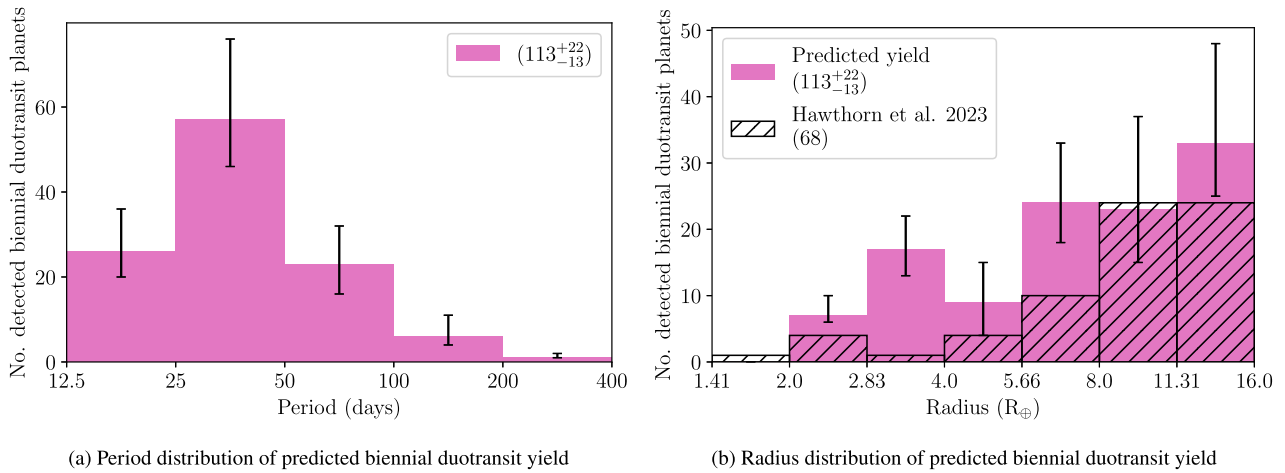 No. detected biennial duotransit planets
60
40
20
0
12.5 25 50 100 200 400
Period (days)
(113+22−13)
(a) Period distribution of predicted biennial duotransit yield
No. detected biennial duotransit planets
50
40
30
20
10
0
1.41 2.0 2.83 4.0 5.66 8.0 11.31 16.0
Radius (R⊕)
Predicted yield
(113+22−13)
Hawthorn et al. 2023
(68)
(b) Radius distribution of predicted biennial duotransit yield